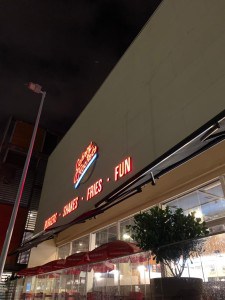 BURGERS · SHAKES · FRIES · FUN